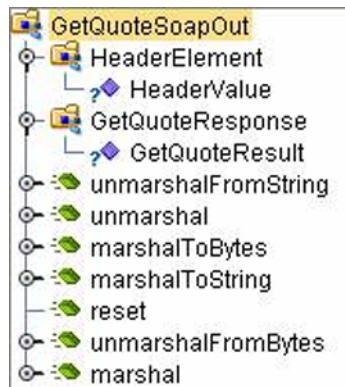 GetQuoteSoapOut
HeaderElement
HeaderValue
GetQuoteResponse
GetQuoteResult
unmarshalFromString
unmarshal
marshalToBytes
marshalToString
reset
unmarshalFromBytes
marshal